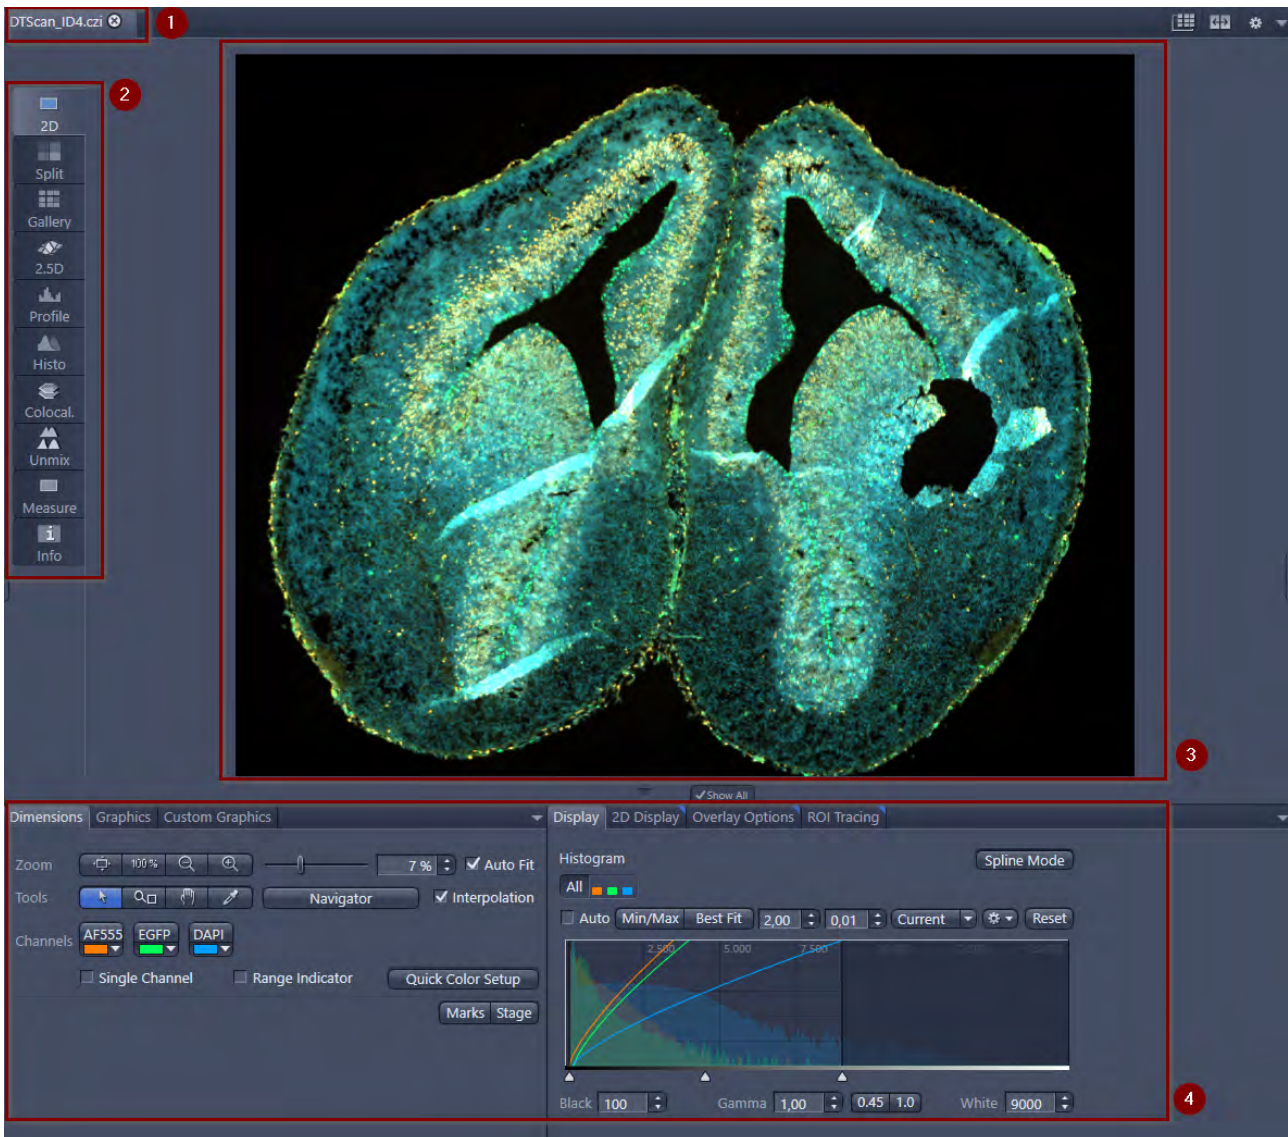 DTScan_ID4.czi
1
2
2D
Split
Gallery
2.5D
Profile
Histo
Colocal.
Unmix
Measure
i
Info
3
Show All
Dimensions Graphics Custom Graphics
Zoom 100% 7% Auto Fit
Tools Navigator Interpolation
Channels AF555 EGFP DAPI
Single Channel Range Indicator Quick Color Setup
Marks Stage
Display 2D Display Overlay Options ROI Tracing
Histogram Spline Mode
All
Auto Min/Max Best Fit 2,00 0,01 Current Reset
2.500 5.000 7.500
Black 100 Gamma 1,00 0.45 1.0 White 9000
4